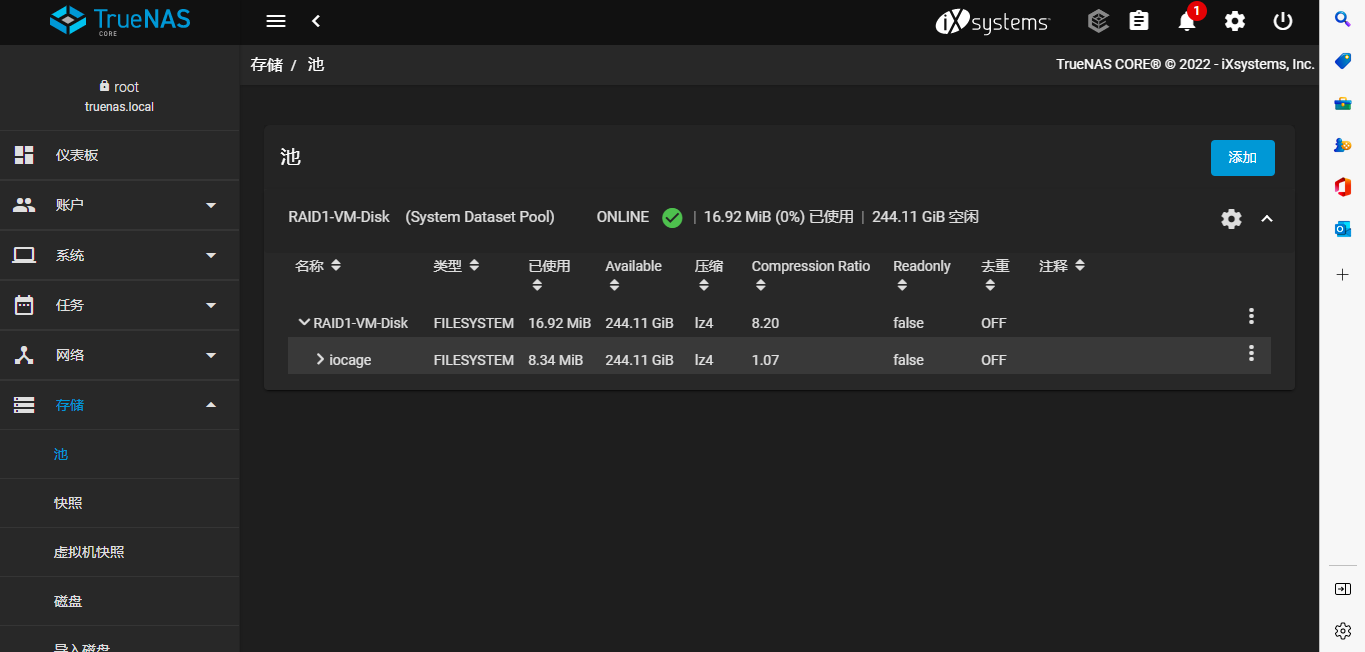 TrueNAS
CORE
iXsystems
1
存储 / 池
TrueNAS CORE® © 2022 - iXsystems, Inc.
root
truenas.local
仪表板
账户
系统
任务
网络
存储
池
快照
虚拟机快照
磁盘
导入磁盘
池
添加
RAID1-VM-Disk (System Dataset Pool) ONLINE | 16.92 MiB (0%) 已使用 | 244.11 GiB 空闲
名称 类型 已使用 Available 压缩 Compression Ratio Readonly 去重 注释
RAID1-VM-Disk FILESYSTEM 16.92 MiB 244.11 GiB lz4 8.20 false OFF
iocage FILESYSTEM 8.34 MiB 244.11 GiB lz4 1.07 false OFF